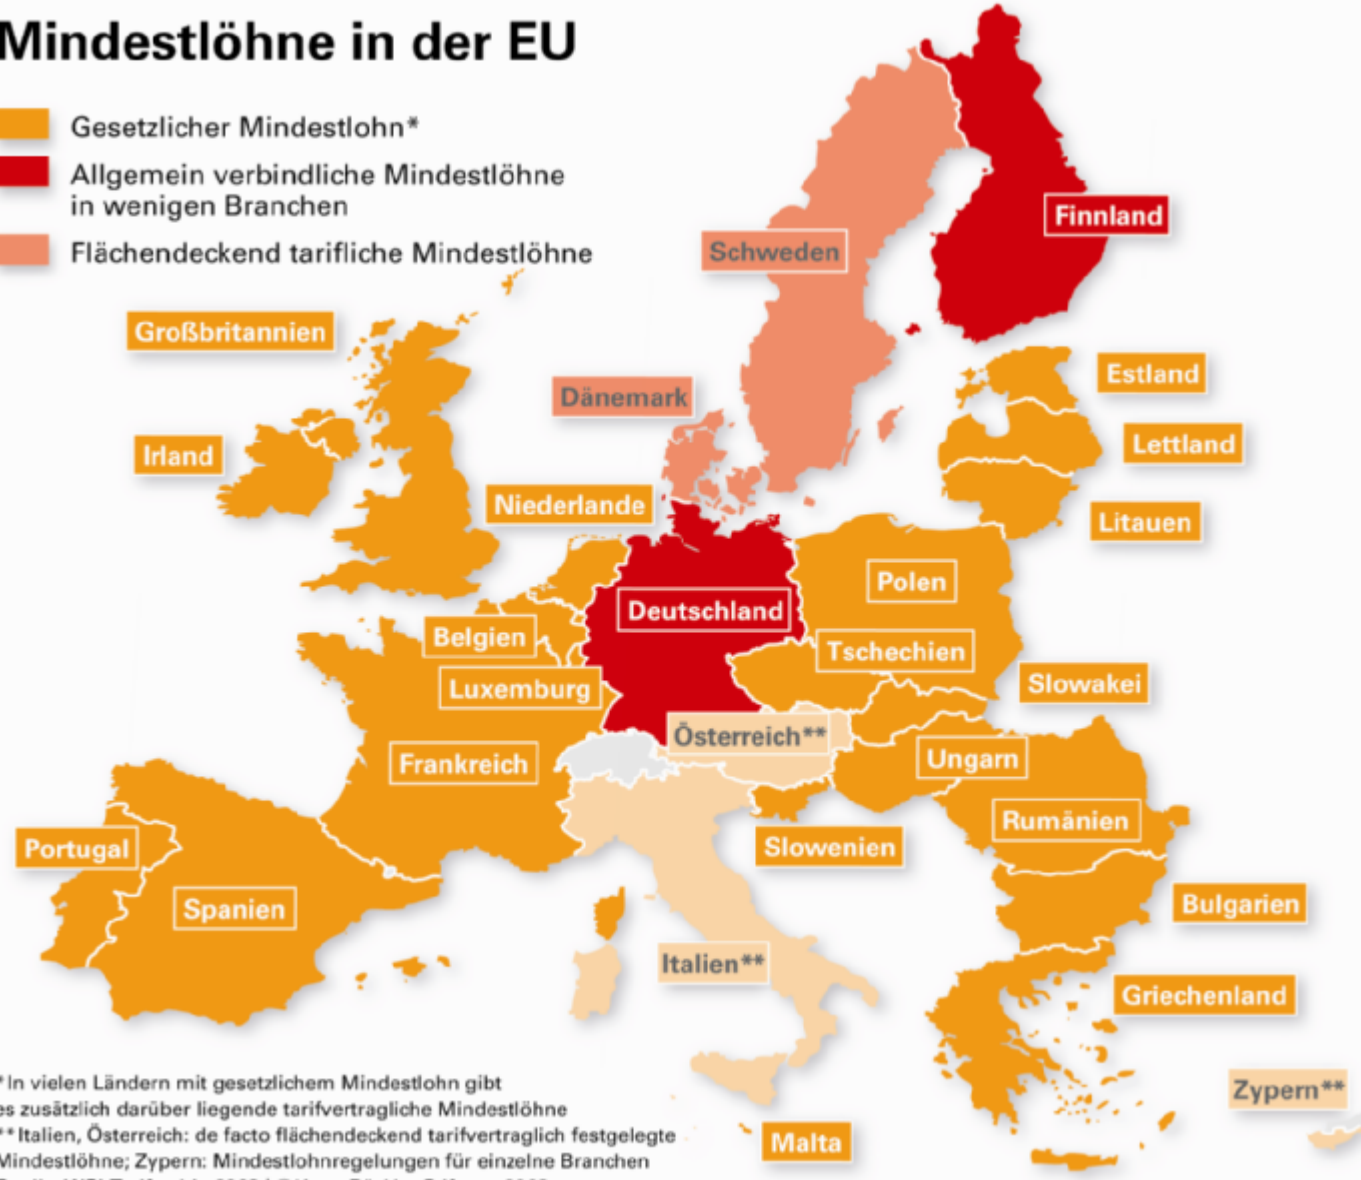 Mindestlöhne in der EU
Gesetzlicher Mindestlohn*
Allgemein verbindliche Mindestlöhne
in wenigen Branchen
Flächendeckend tarifliche Mindestlöhne
Finnland
Schweden
Großbritannien
Estland
Dänemark
Lettland
Irland
Niederlande
Litauen
Polen
Deutschland
Belgien
Tschechien
Slowakei
Luxemburg
Österreich**
Ungarn
Frankreich
Rumänien
Slowenien
Portugal
Bulgarien
Spanien
Italien**
Griechenland
Zypern**
Malta
*In vielen Ländern mit gesetzlichem Mindestlohn gibt
es zusätzlich darüber liegende tarifvertragliche Mindestlöhne
**Italien, Österreich: de facto flächendeckend tarifvertraglich festgelegte
Mindestlöhne; Zypern: Mindestlohnregelungen für einzelne Branchen